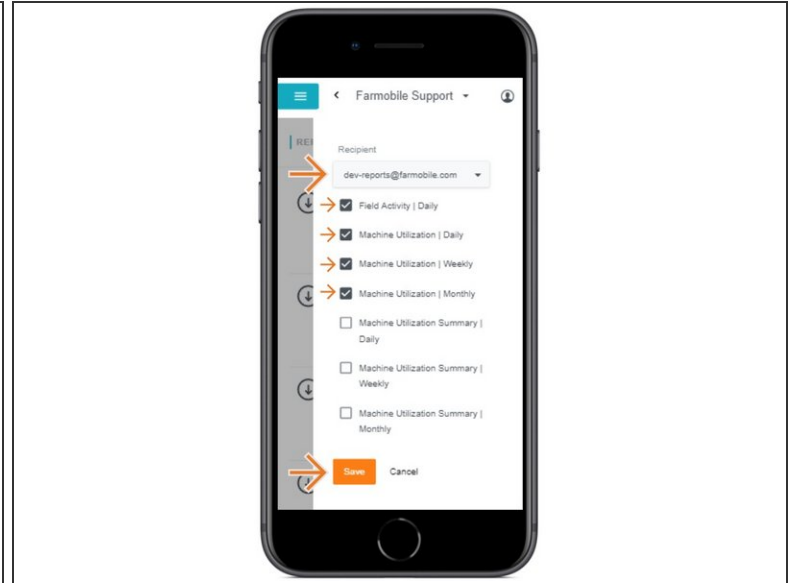 Farmobile Support
RE
Recipient
dev-reports@farmobile.com
Field Activity | Daily
Machine Utilization | Daily
Machine Utilization | Weekly
Machine Utilization | Monthly
Machine Utilization Summary |
Daily
Machine Utilization Summary |
Weekly
Machine Utilization Summary |
Monthly
Save Cancel